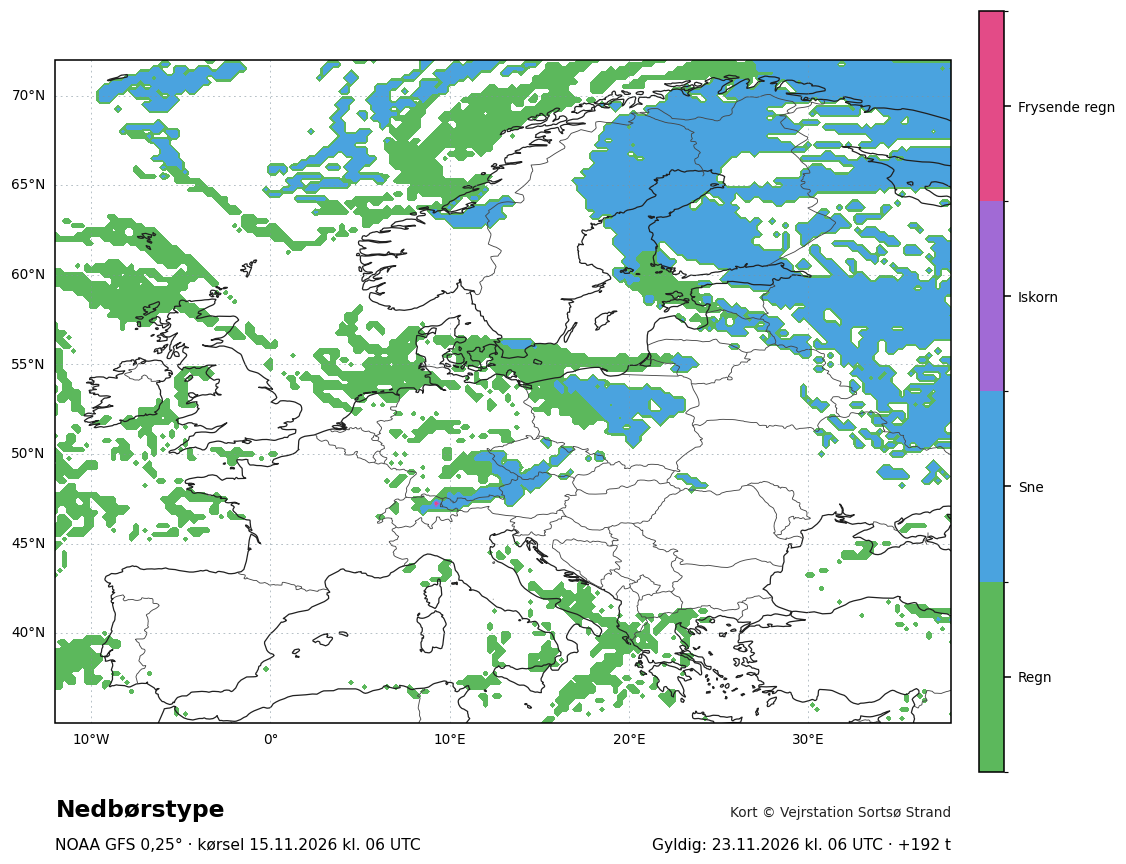 Frysende regn
Iskorn
Sne
Regn
70°N
65°N
60°N
55°N
50°N
45°N
40°N
10°W
0°
10°E
20°E
30°E
Nedbørstype
Kort © Vejrstation Sortsø Strand
NOAA GFS 0,25° · kørsel 15.11.2026 kl. 06 UTC
Gyldig: 23.11.2026 kl. 06 UTC · +192 t